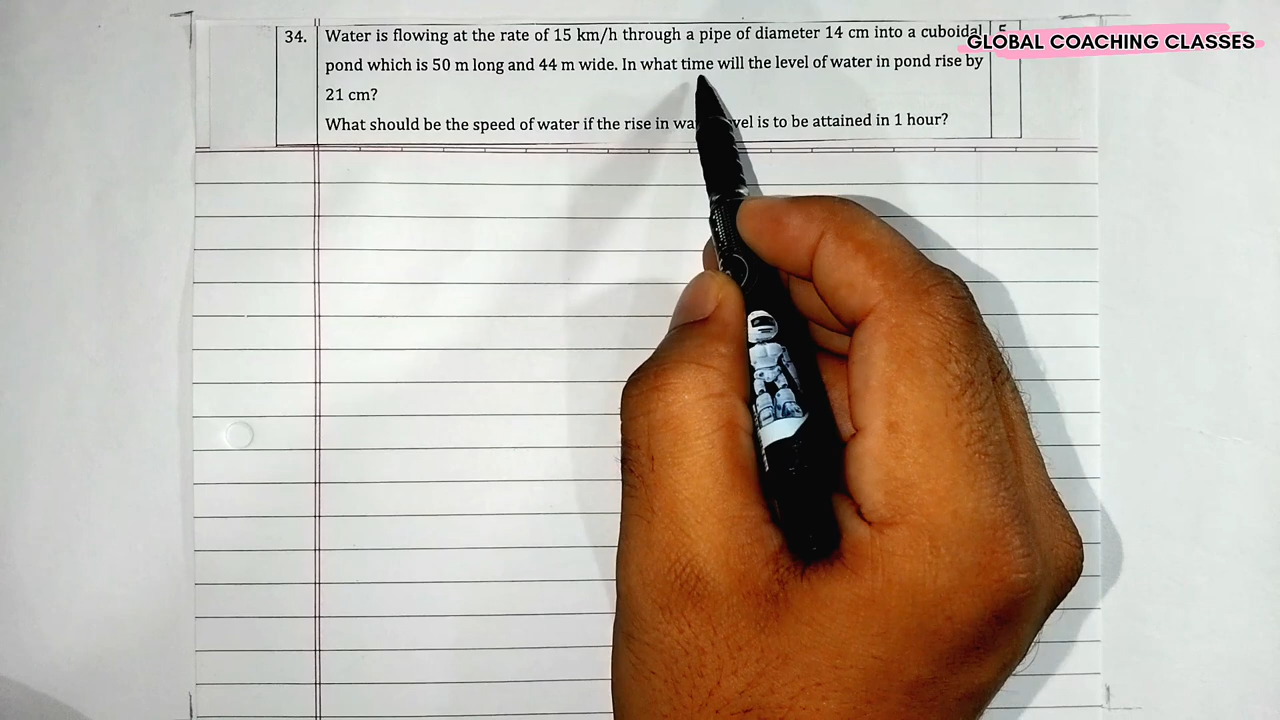 34. Water is flowing at the rate of 15 km/h through a pipe of diameter 14 cm into a cuboidal
GLOBAL COACHING CLASSES
pond which is 50 m long and 44 m wide. In what time will the level of water in pond rise by
21 cm?
What should be the speed of water if the rise in wa vel is to be attained in 1 hour?